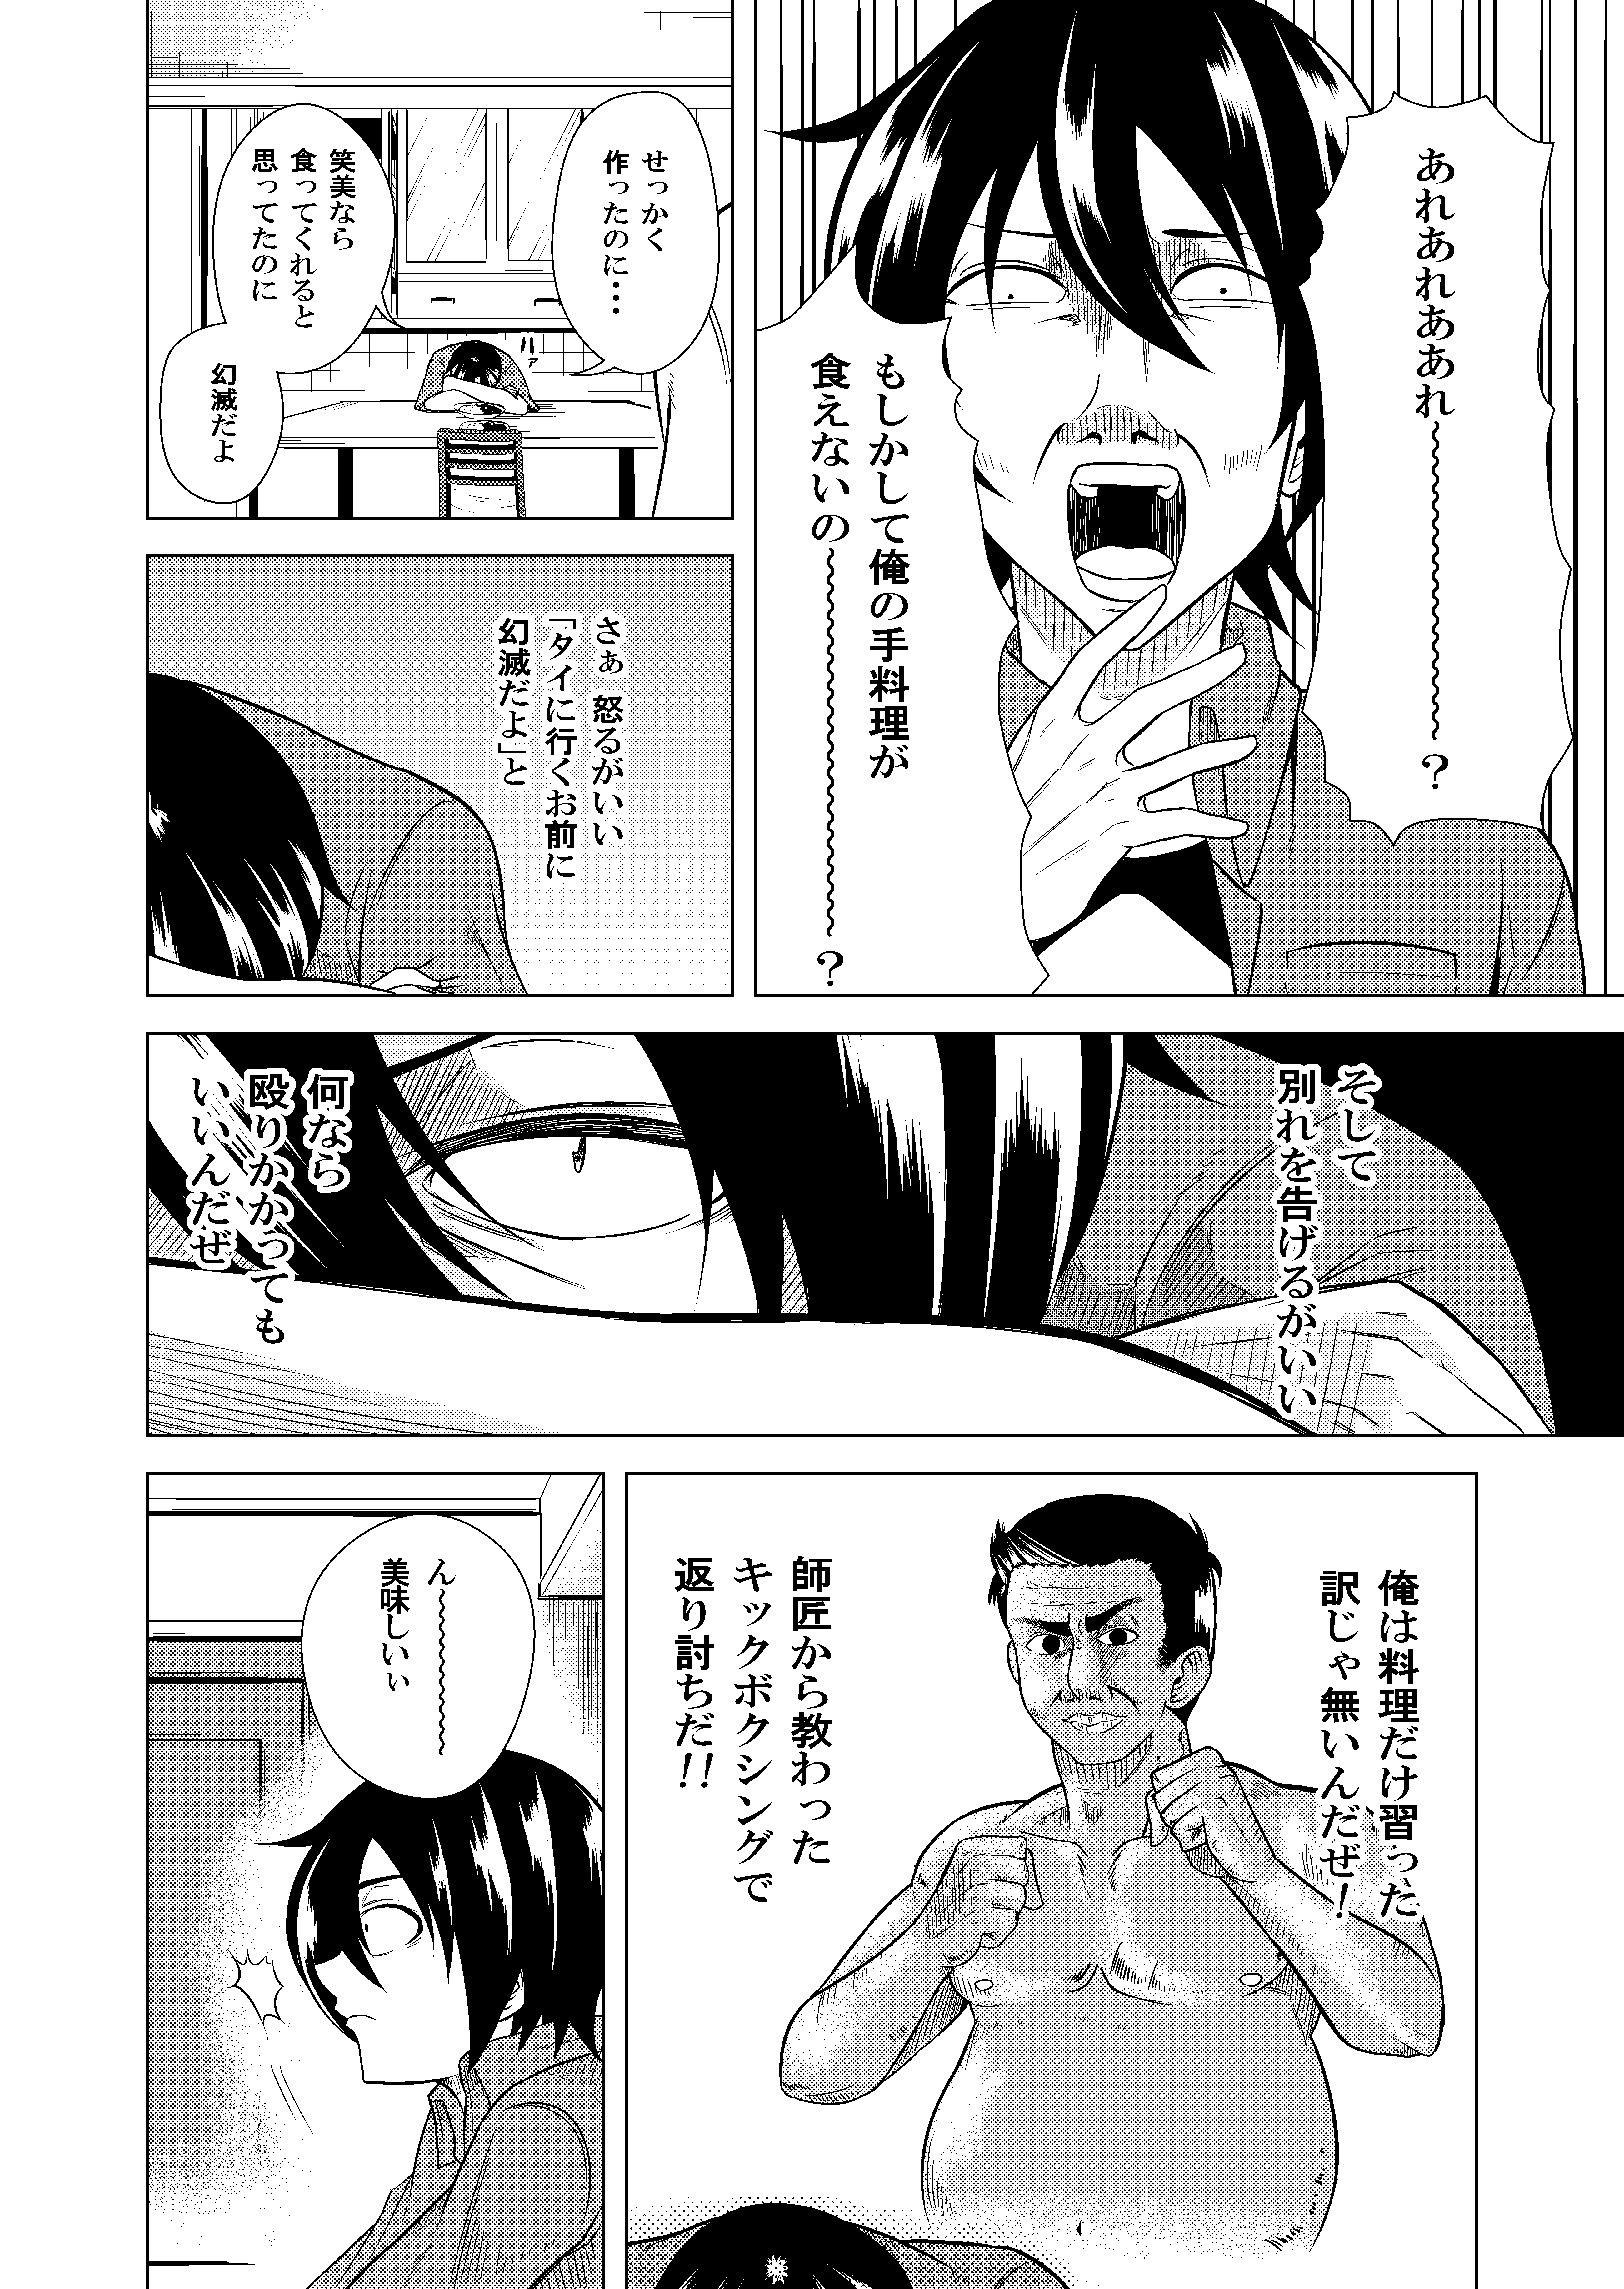 あれあれああれ〜〜〜〜〜?
もしかして俺の手料理が
食えないの〜〜〜〜〜?
せっかく
作ったのに・・・
ハァ
笑美なら
食ってくれると
思ってたのに
幻滅だよ
さぁ 怒るがいい
「タイに行くお前に
幻滅だよ」と
そして
別れを告げるがいい
何なら
殴りかかっても
いいんだぜ
俺は料理だけ習った
訳じゃ無いんだぜ!
師匠から教わった
キックボクシングで
返り討ちだ!!
ん〜〜〜〜〜
美味しいぃ